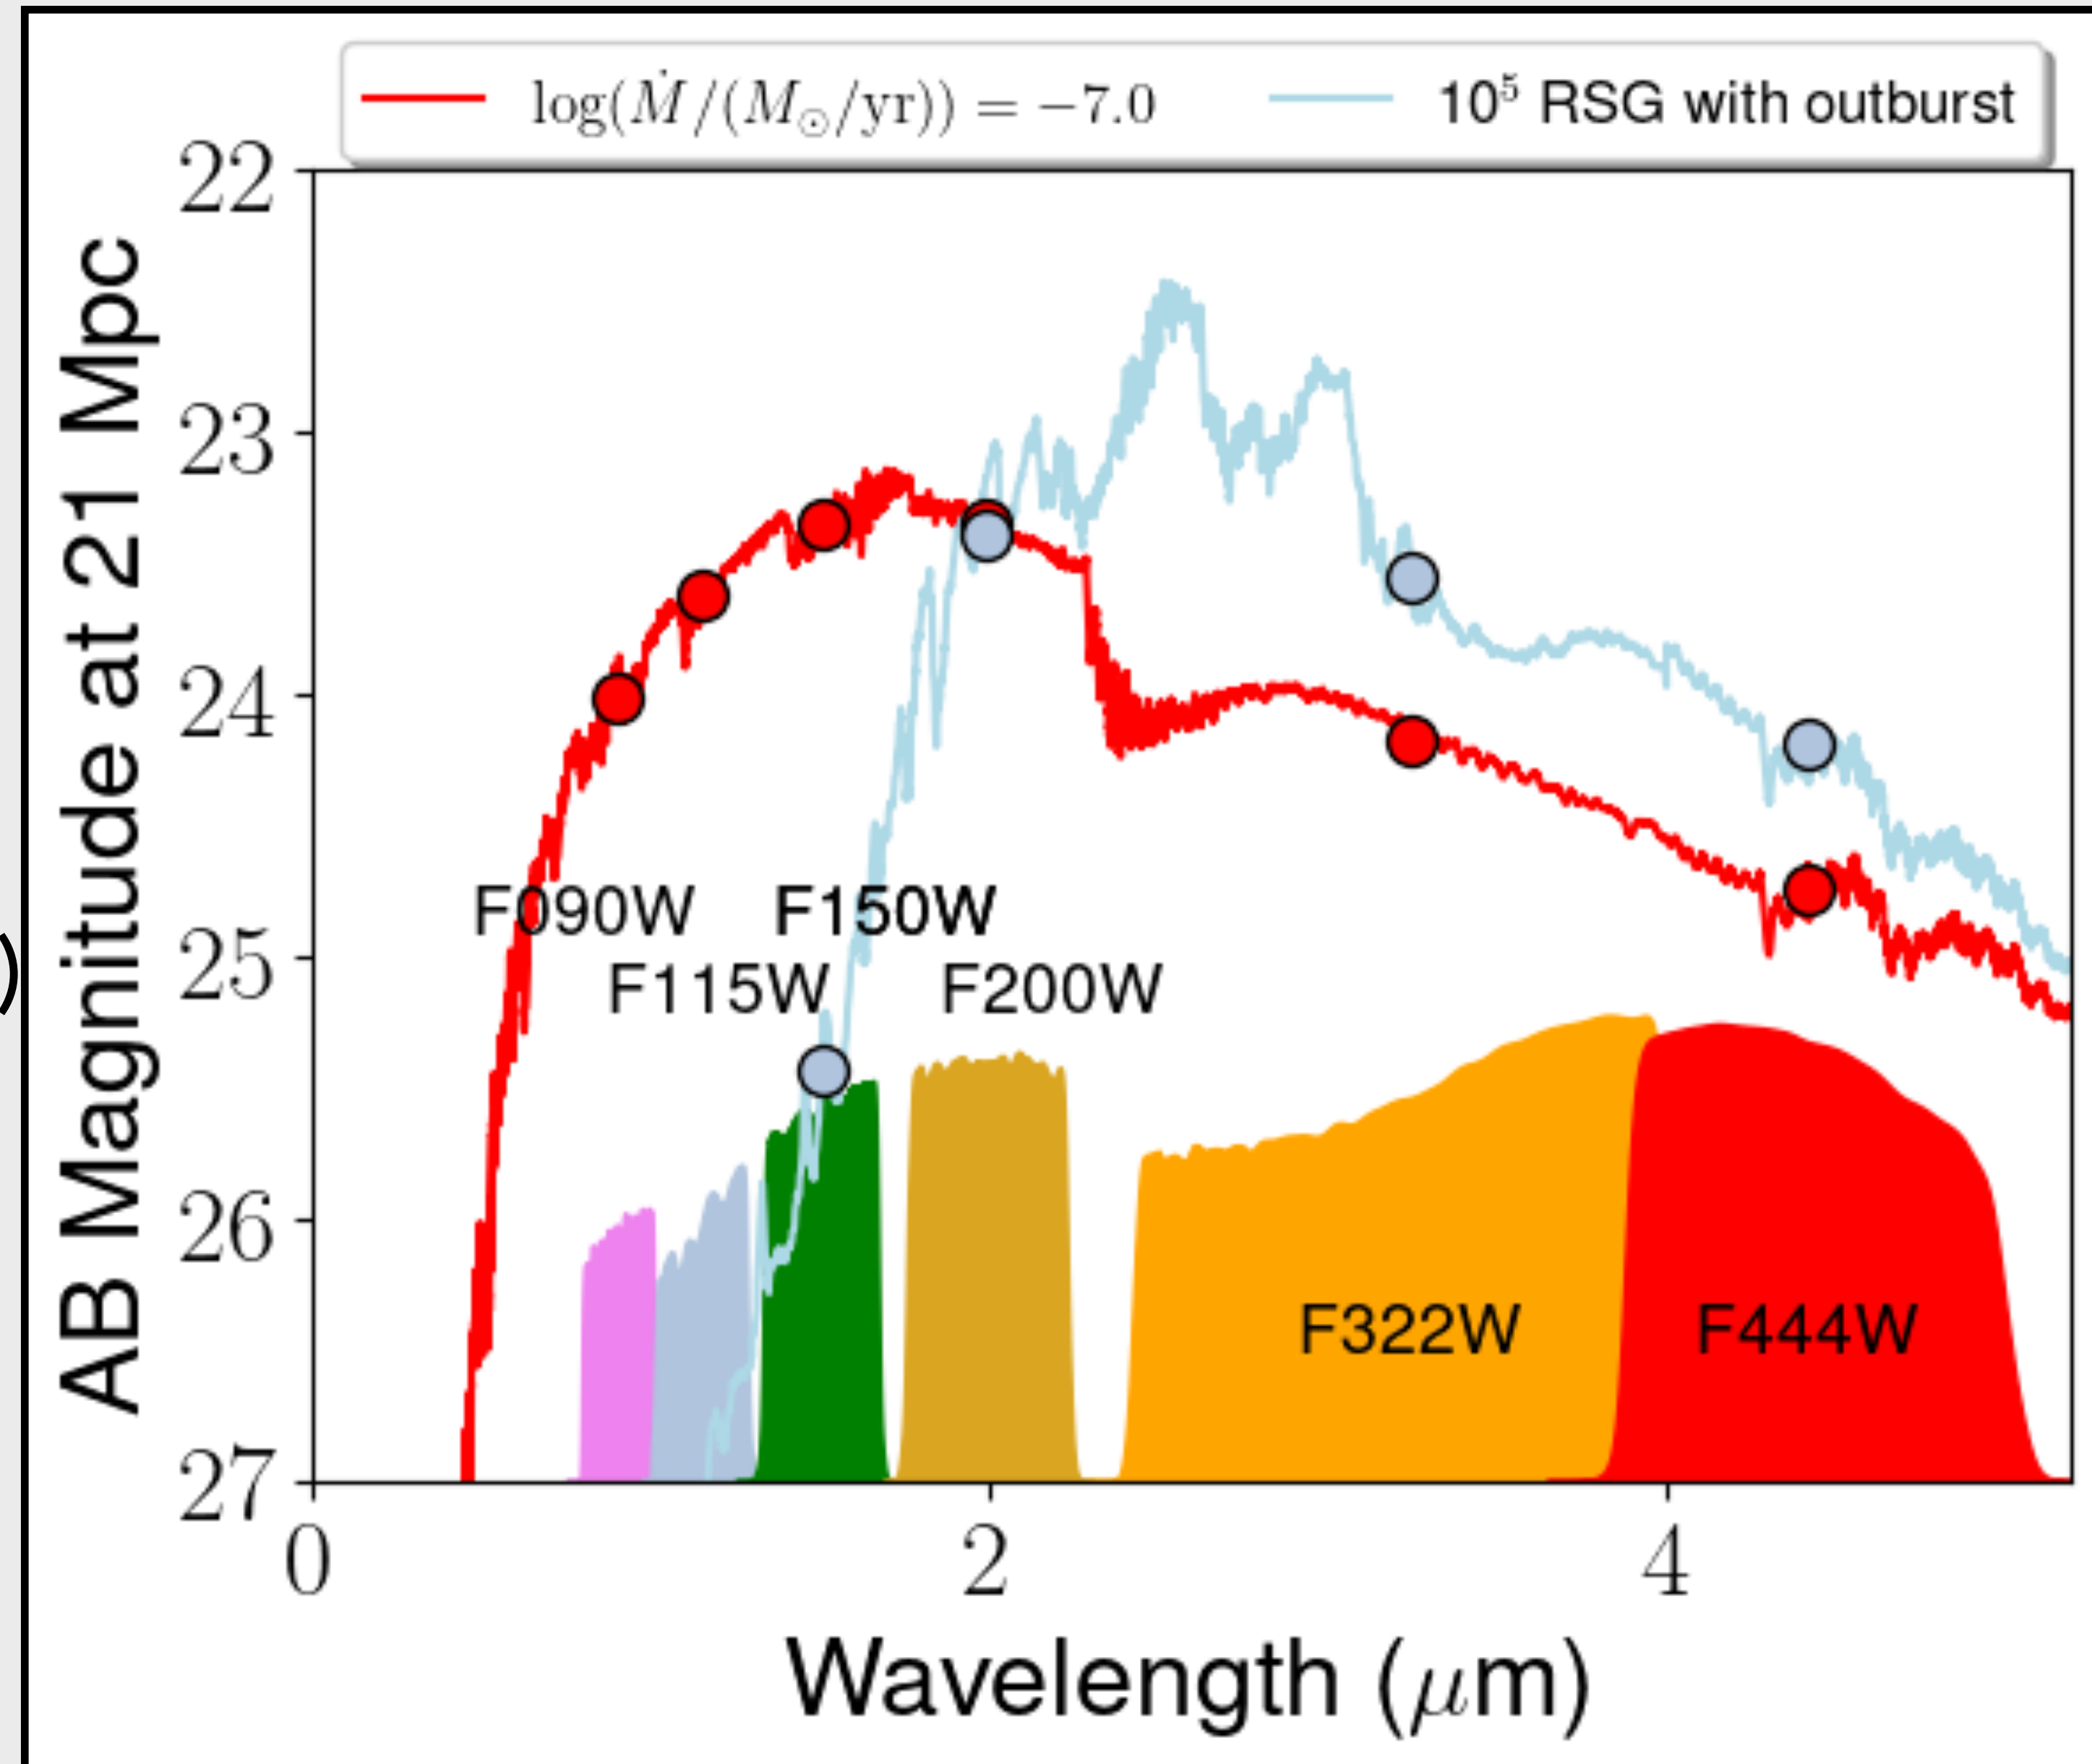 log(Ṁ/(M⊙/yr)) = −7.0 10⁵ RSG with outburst
22
23
24
25
26
27
AB Magnitude at 21 Mpc
F090W F150W
F115W F200W
F322W F444W
0 2 4
Wavelength (μm)
)